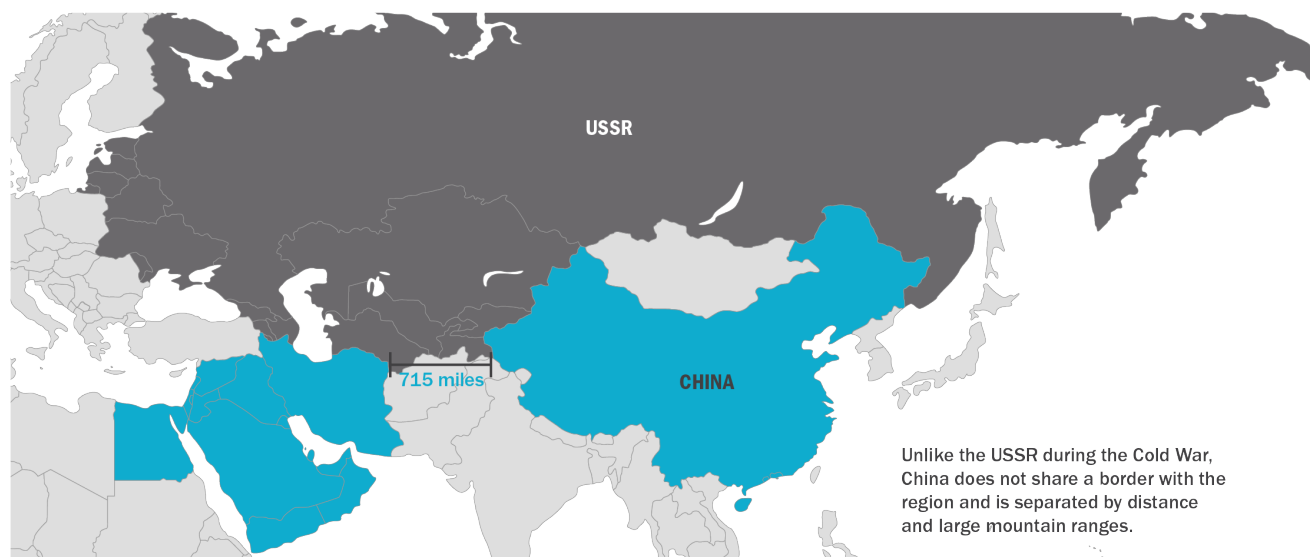 USSR
715 miles
CHINA
Unlike the USSR during the Cold War,
China does not share a border with the
region and is separated by distance
and large mountain ranges.